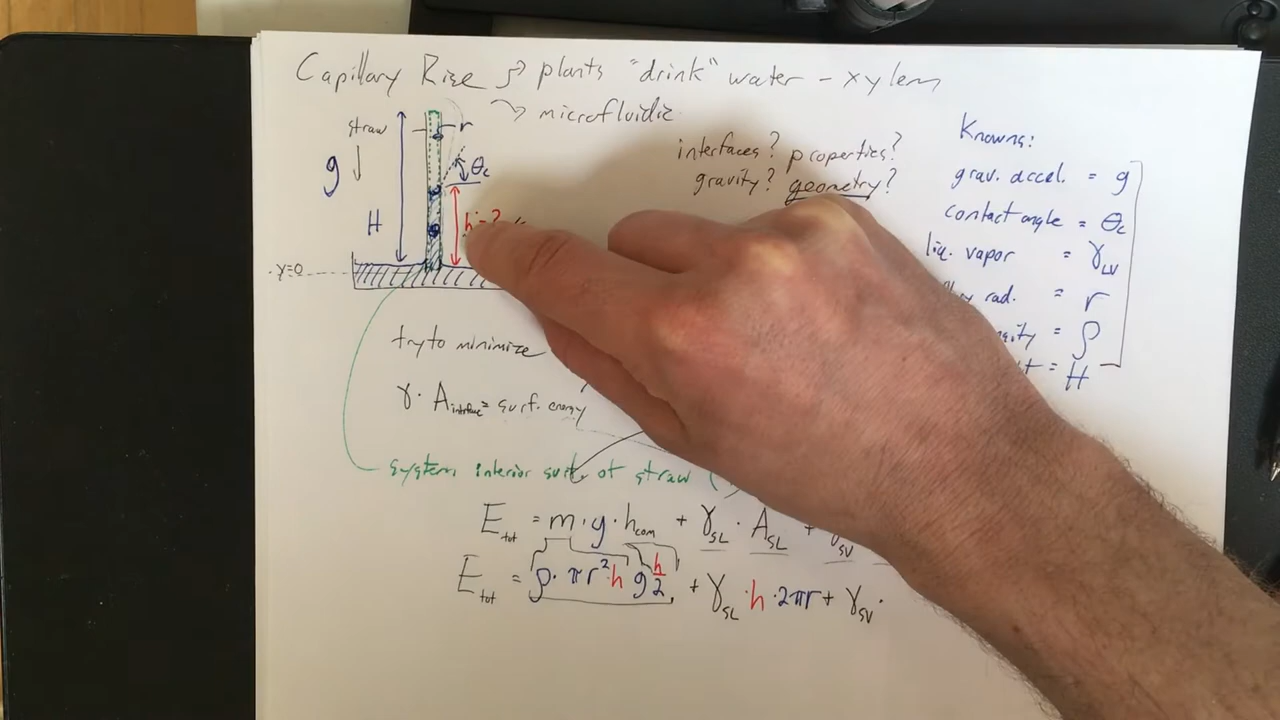 Capillary Rise → plants "drink" water - xylem
→ microfluidic
straw
r
g
θc
H
h=?
y=0
interfaces? properties?
gravity? geometry?
Knowns:
grav. accel. = g
contact angle = θc
liq. vapor = γLV
rad. = r
= ρ
= H
try to minimize
γ · Ainterface = surf. energy
system: interior surf. of straw (
Etot = m·g·hcom + γSL · ASL + γSV
Etot = ρ·πr²·h g h/2 + γSL·h·2πr + γSV·